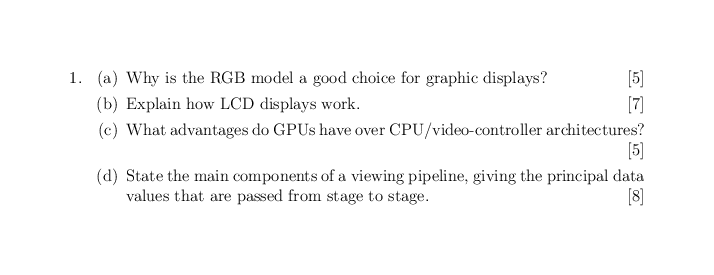 1. (a) Why is the RGB model a good choice for graphic displays? [5]
(b) Explain how LCD displays work. [7]
(c) What advantages do GPUs have over CPU/video-controller architectures?
[5]
(d) State the main components of a viewing pipeline, giving the principal data
values that are passed from stage to stage. [8]